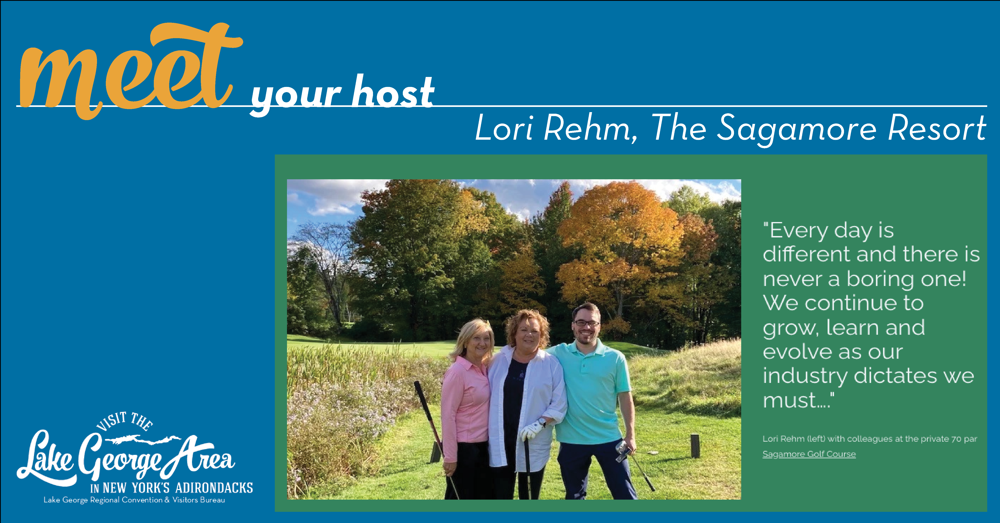 meet your host
Lori Rehm, The Sagamore Resort
"Every day is
different and there is
never a boring one!
We continue to
grow, learn and
evolve as our
industry dictates we
must...."
Lori Rehm (left) with colleagues at the private 70 par
Sagamore Golf Course
VISIT THE
Lake George Area
IN NEW YORK'S ADIRONDACKS
Lake George Regional Convention & Visitors Bureau